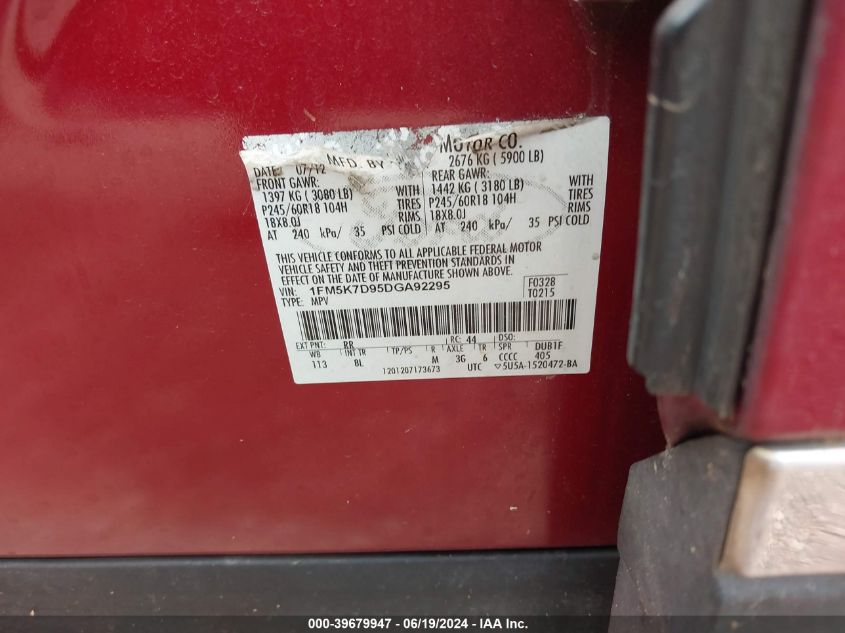 MFD. BY
MOTOR CO.
DATE: 07/12
2676 KG ( 5900 LB)
FRONT GAWR:
REAR GAWR:
1397 KG ( 3080 LB) WITH
1442 KG ( 3180 LB) WITH
P245/60R18 104H TIRES
P245/60R18 104H TIRES
18X8.0J RIMS
18X8.0J RIMS
AT 240 kPa/ 35 PSI COLD
AT 240 kPa/ 35 PSI COLD
THIS VEHICLE CONFORMS TO ALL APPLICABLE FEDERAL MOTOR
VEHICLE SAFETY AND THEFT PREVENTION STANDARDS IN
EFFECT ON THE DATE OF MANUFACTURE SHOWN ABOVE.
VIN: 1FM5K7D95DGA92295
F0328
TYPE: MPV
T0215
EXT PNT: RR RC: 44 DSO:
WB INT TR TP/PS R AXLE TR SPR DUB1F
113 8L M 3G 6 CCCC 405
1201207173673 UTC ▽5U5A-1520472-BA
000-39679947 - 06/19/2024 - IAA Inc.